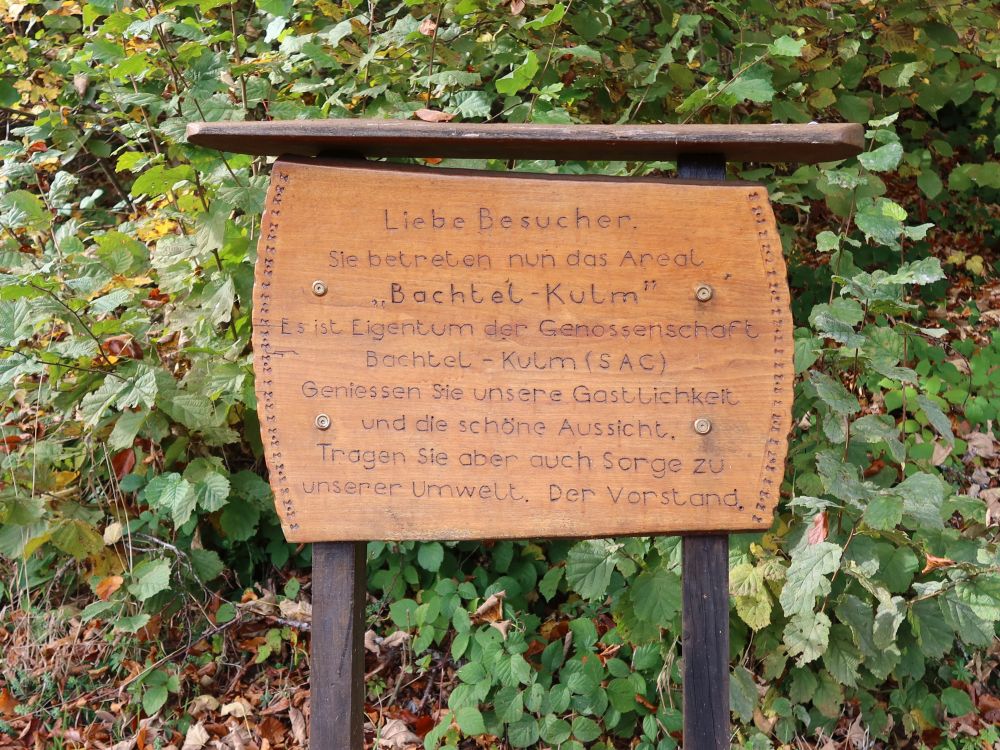 Liebe Besucher.
Sie betreten nun das Areal
„Bachtel-Kulm"
Es ist Eigentum der Genossenschaft
Bachtel-Kulm (SAC)
Geniessen Sie unsere Gastlichkeit
und die schöne Aussicht.
Tragen Sie aber auch Sorge zu
unserer Umwelt. Der Vorstand.